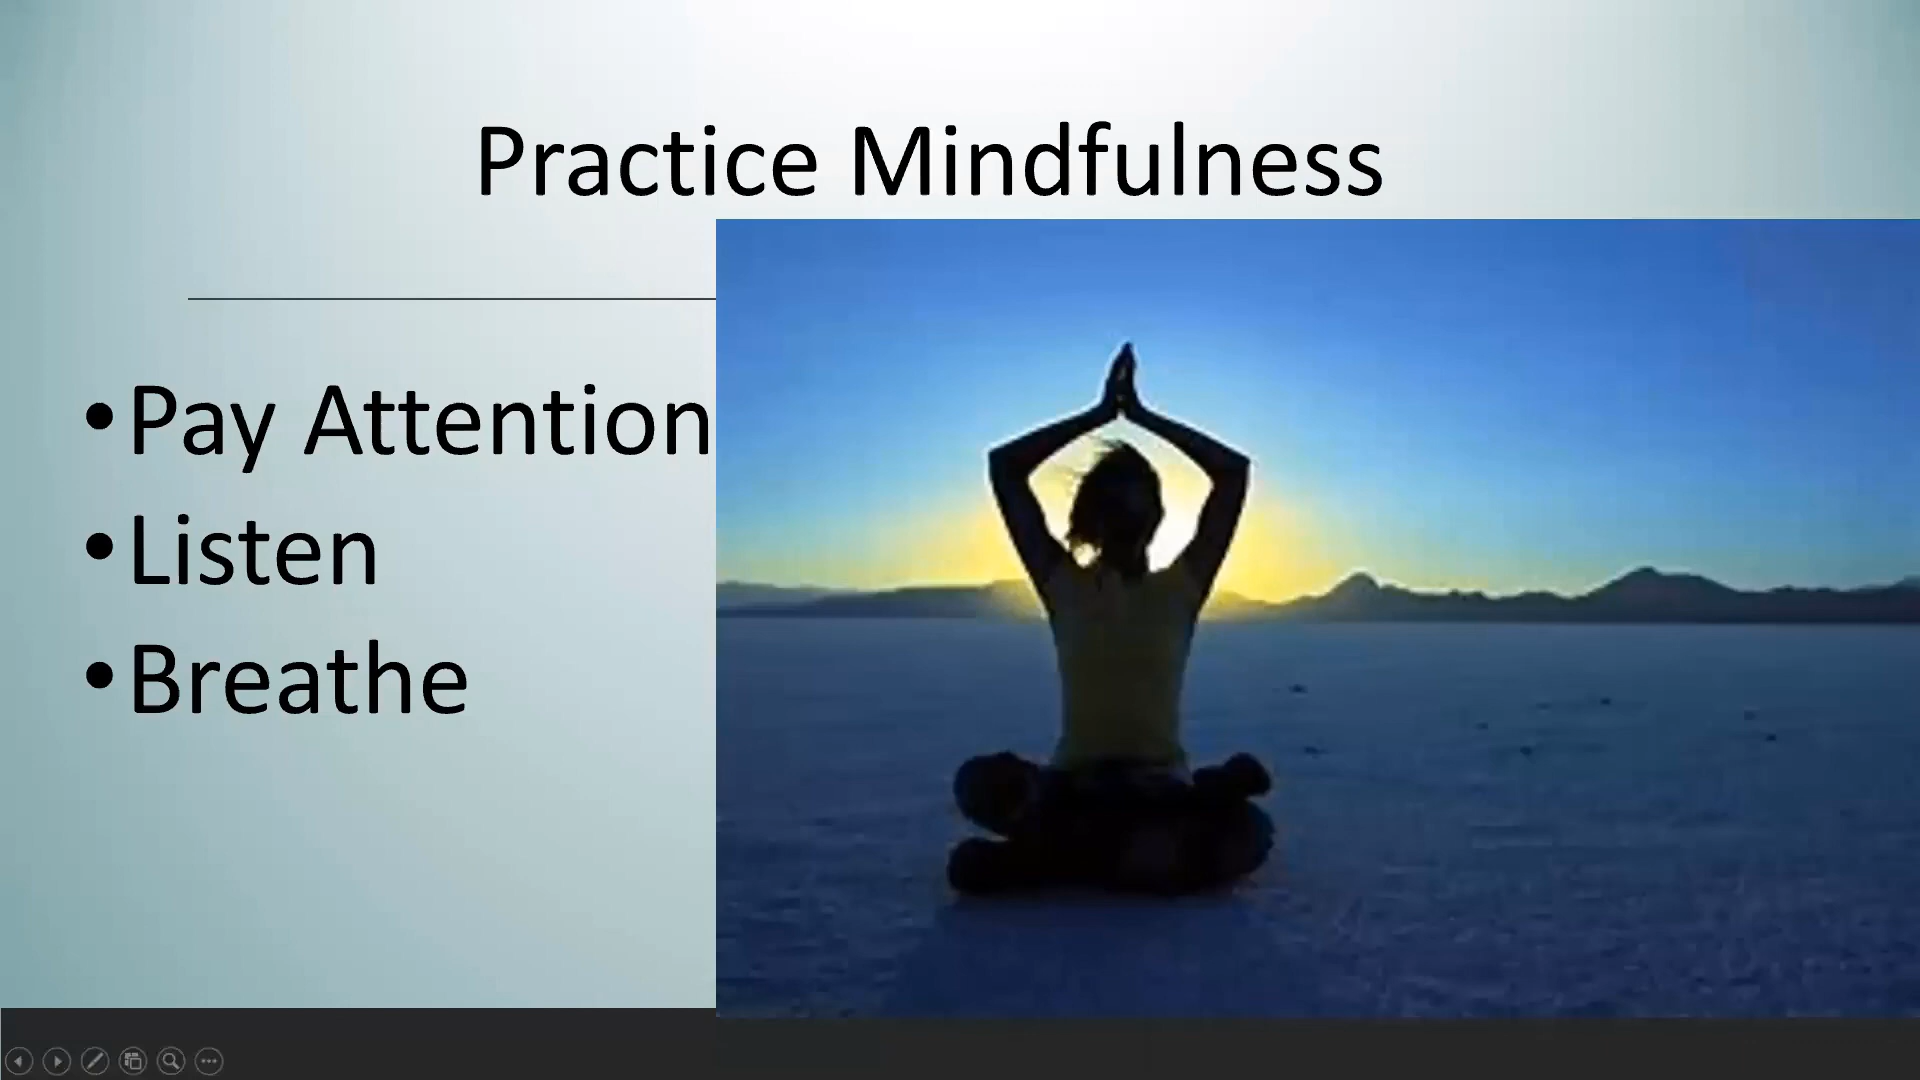 Practice Mindfulness
•Pay Attention
•Listen
•Breathe